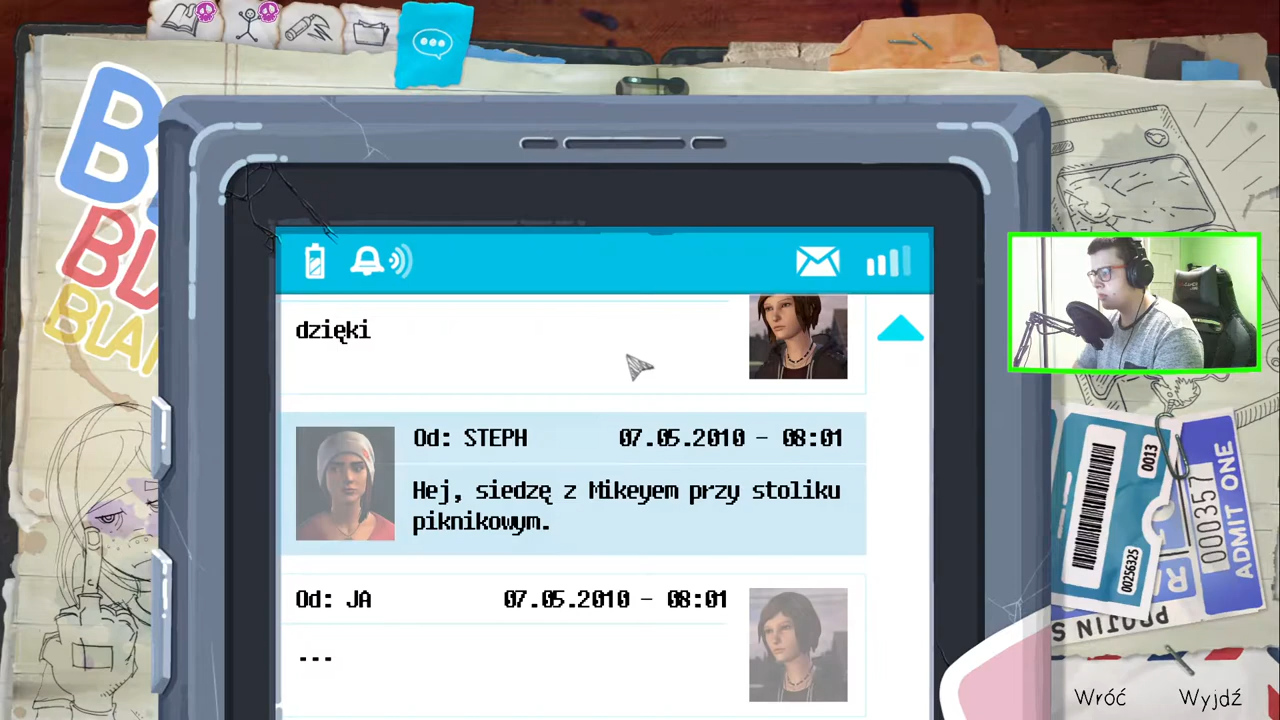 dzięki
Od: STEPH
07.05.2010 - 08:01
Hej, siedzę z Mikeyem przy stoliku
piknikowym.
Od: JA
07.05.2010 - 08:01
...
0013
00256325
000357
ADMIT ONE
Wróć
Wyjdź